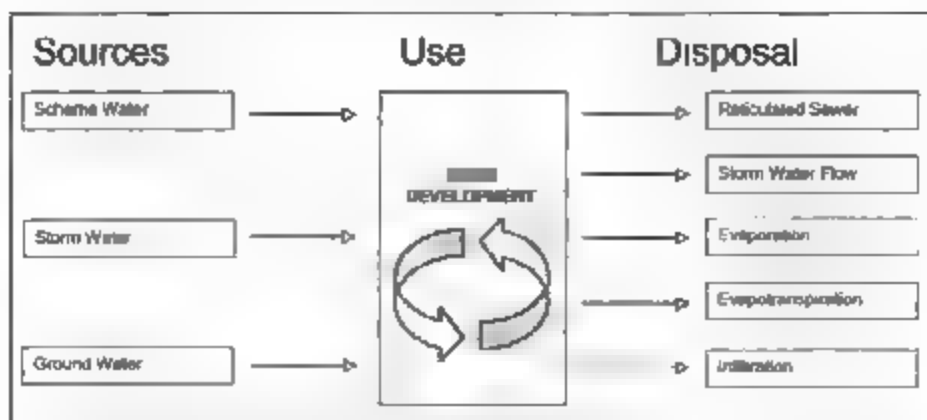 Sources Use Disposal
Scheme Water
Reticulated Sewer
Storm Water Flow
DEVELOPMENT
Storm Water
Evaporation
Evapotranspiration
Ground Water
Infiltration